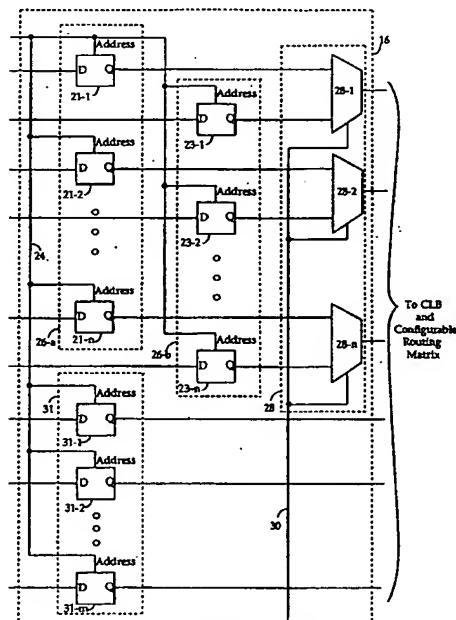 16
Address
D Q
21-1
28-1
Address
D Q
23-1
Address
D Q
21-2
28-2
Address
D Q
23-2
24
To CLB
and
Configurable
Routing
Matrix
Address
D Q
21-n
26-a
28-n
Address
26-b
D Q
23-n
28
31
Address
D Q
31-1
Address
D Q
31-2
30
Address
D Q
31-m